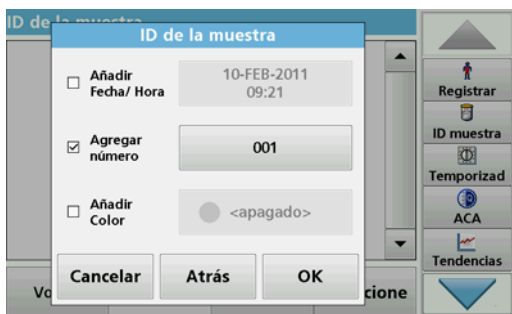 ID de la muestra
ID de la muestra
Añadir
Fecha/ Hora
10-FEB-2011
09:21
Agregar
número
001
Añadir
Color
<apagado>
Cancelar
Atrás
OK
Vo
cione
Registrar
ID muestra
Temporizad
ACA
Tendencias